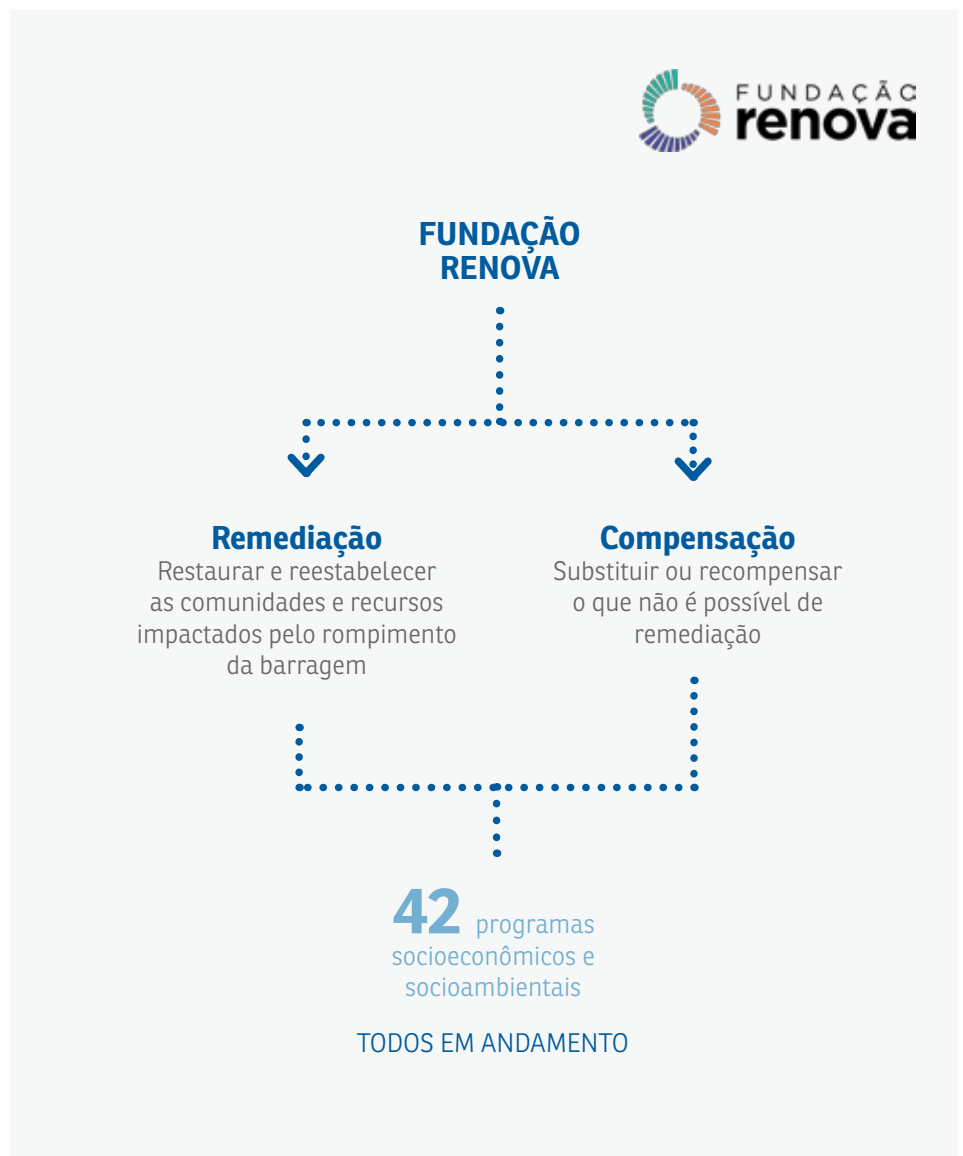 FUNDAÇÃO
renova
FUNDAÇÃO
RENOVA
Remediação
Restaurar e reestabelecer
as comunidades e recursos
impactados pelo rompimento
da barragem
Compensação
Substituir ou recompensar
o que não é possível de
remediação
42 programas
socioeconômicos e
socioambientais
TODOS EM ANDAMENTO